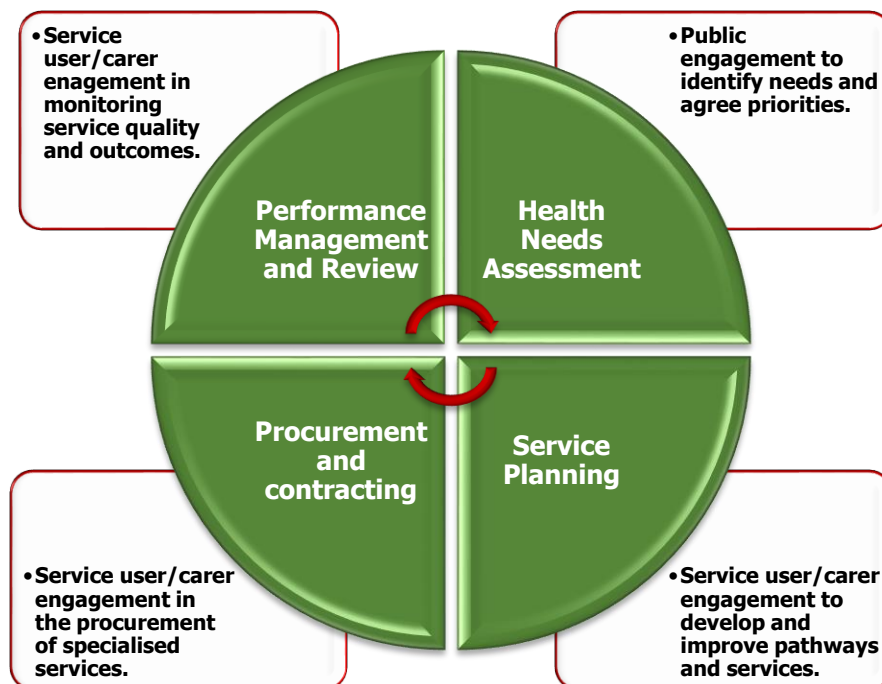 •Service
user/carer
enagement in
monitoring
service quality
and outcomes.
•Public
engagement to
identify needs and
agree priorities.
Performance
Management
and Review
Health
Needs
Assessment
Procurement
and
contracting
Service
Planning
•Service user/carer
engagement in
the procurement
of specialised
services.
•Service user/carer
engagement to
develop and
improve pathways
and services.